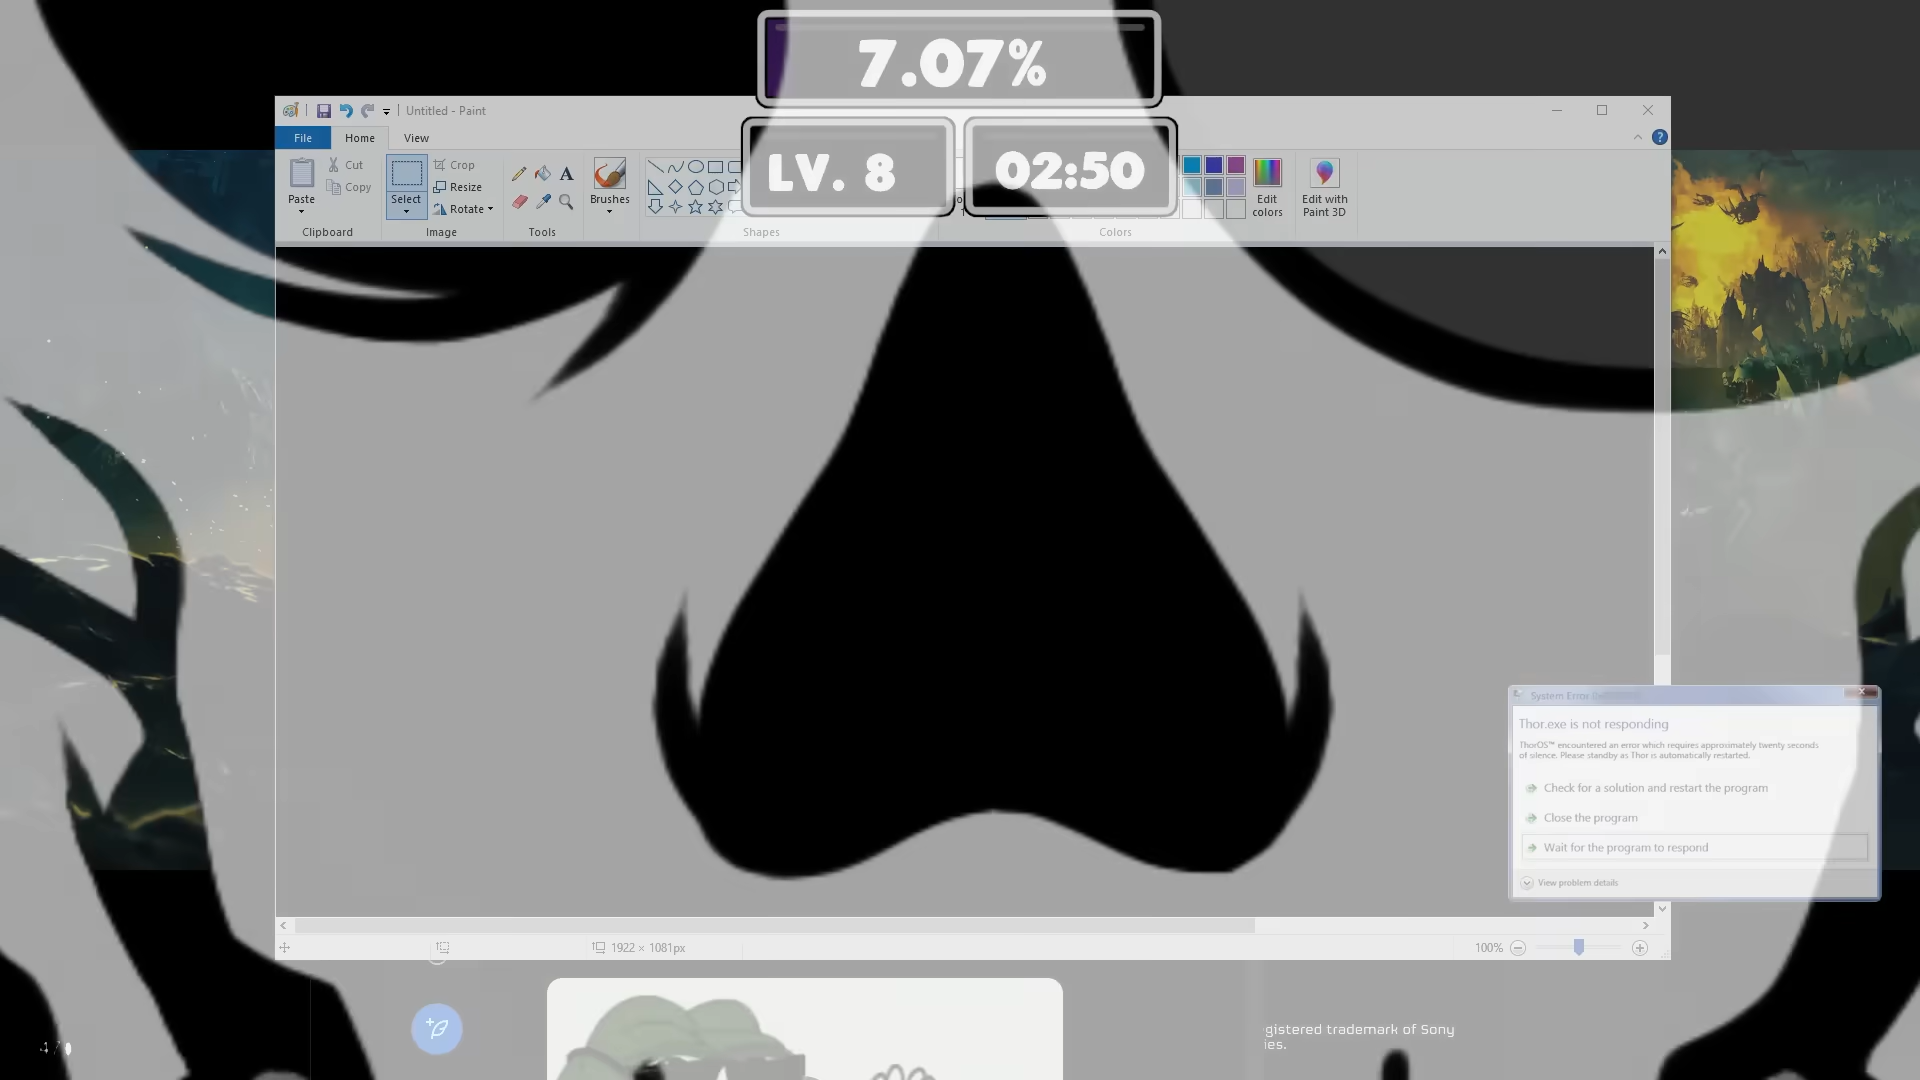 7.07%
Untitled - Paint
File Home View
LV. 8
02:50
Cut
Copy
Paste
Crop
Resize
Rotate
Select
Brushes
Edit
colors
Edit with
Paint 3D
Clipboard
Image
Tools
Shapes
Colors
System Error
Thor.exe is not responding
ThorOS™ encountered an error which requires approximately twenty seconds
of silence. Please standby as Thor is automatically restarted.
Check for a solution and restart the program
Close the program
Wait for the program to respond
View problem details
1922 × 1081px
100%
gistered trademark of Sony
ies.